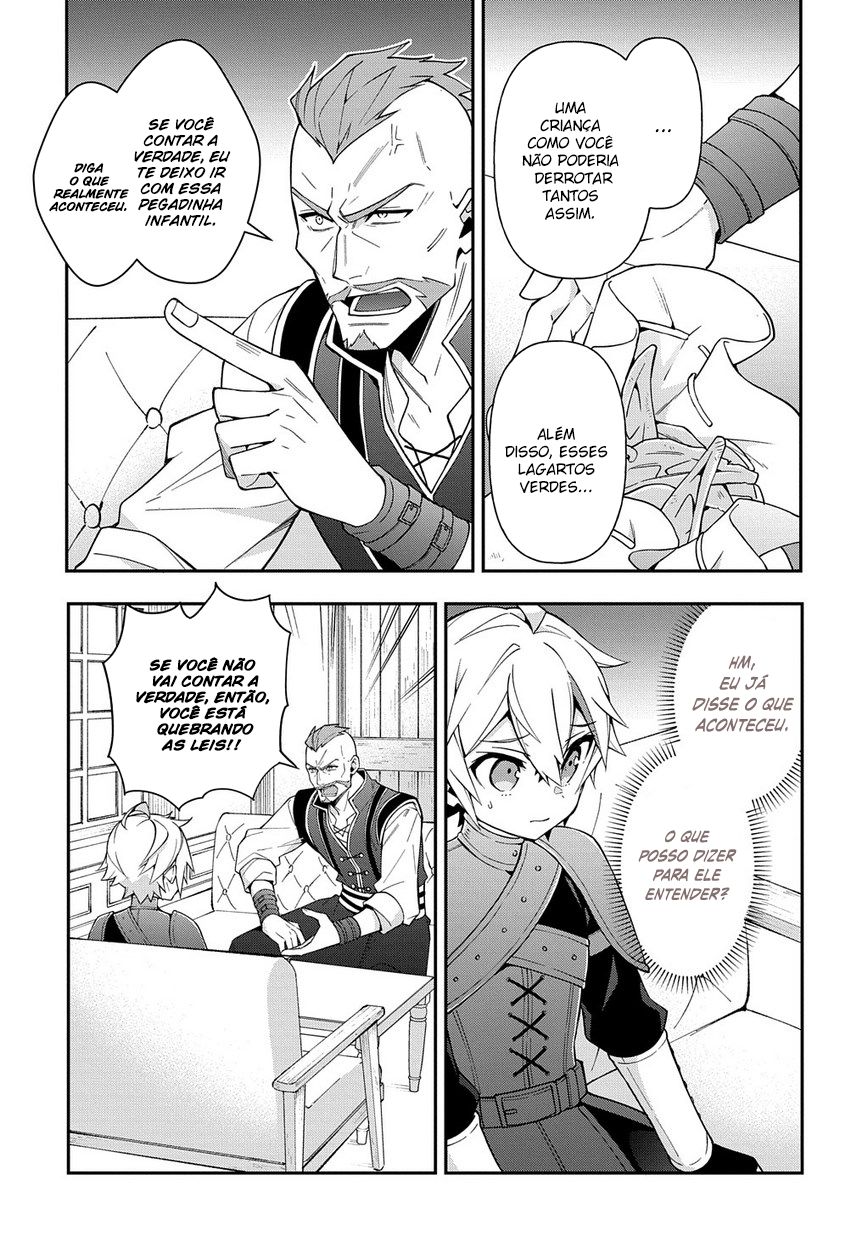 ...
UMA
CRIANÇA
COMO VOCÊ
NÃO PODERIA
DERROTAR
TANTOS
ASSIM.
ALÉM
DISSO, ESSES
LAGARTOS
VERDES...
SE VOCÊ
CONTAR A
VERDADE, EU
TE DEIXO IR
COM ESSA
PEGADINHA
INFANTIL.
DIGA
O QUE
REALMENTE
ACONTECEU.
HM,
EU JÁ
DISSE O QUE
ACONTECEU.
O QUE
POSSO DIZER
PARA ELE
ENTENDER?
SE VOCÊ NÃO
VAI CONTAR A
VERDADE, ENTÃO,
VOCÊ ESTÁ
QUEBRANDO
AS LEIS!!